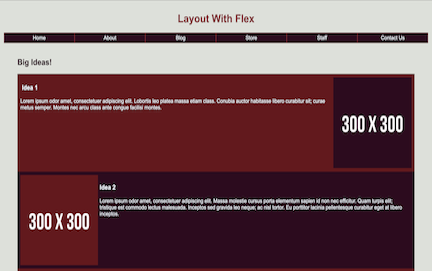 Layout With Flex
Home About Blog Store Staff Contact Us
Big Ideas!
Idea 1
Lorem ipsum odor amet, consectetuer adipiscing elit. Lobortis leo platea massa etiam class. Conubia auctor habitasse libero curabitur sit; curae
metus semper. Montes nec arcu class ante congue facilisi montes.
300 X 300
300 X 300
Idea 2
Lorem ipsum odor amet, consectetuer adipiscing elit. Massa molestie cursus porta elementum sapien id non nec efficitur. Quam turpis elit;
tristique est commodo lectus malesuada. Inceptos sed gravida leo neque; ac nisl tortor. Eu porttitor lacinia pellentesque curabitur eget at libero
inceptos.